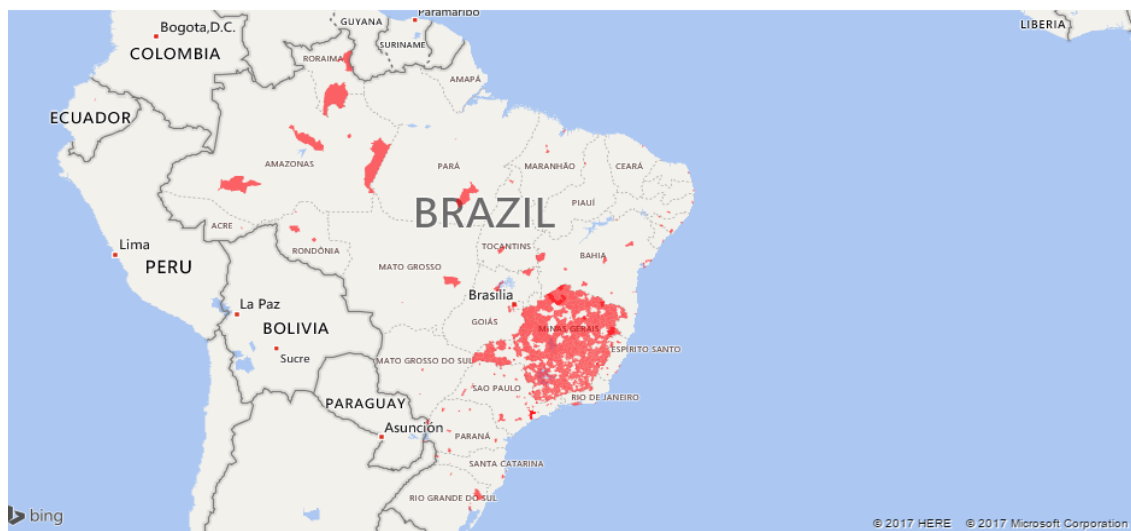 Paramaribo
GUYANA
Bogota,D.C.
LIBERIA
SURINAME
COLOMBIA
RORAIMA
AMAPÁ
ECUADOR
AMAZONAS
PARÁ
MARANHÃO
CEARÁ
PIAUÍ
BRAZIL
ACRE
Lima
RONDÔNIA
TOCANTINS
BAHIA
PERU
MATO GROSSO
Brasília
La Paz
GOIÁS
MINAS GERAIS
BOLIVIA
ESPÍRITO SANTO
Sucre
MATO GROSSO DO SUL
SAO PAULO
RIO DE JANEIRO
PARAGUAY
Asunción
PARANÁ
SANTA CATARINA
RIO GRANDE DO SUL
bing
© 2017 HERE © 2017 Microsoft Corporation